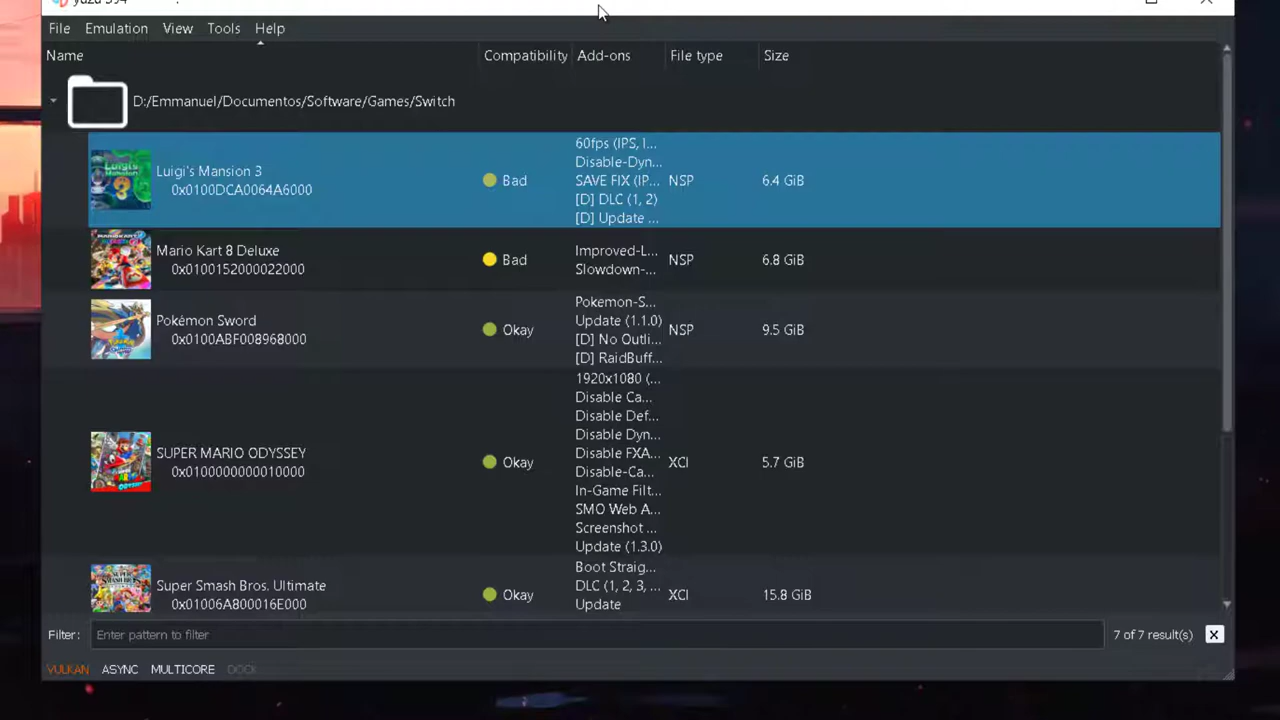 File Emulation View Tools Help
Name Compatibility Add-ons File type Size
D:/Emmanuel/Documentos/Software/Games/Switch
Luigi's Mansion 3
0x0100DCA0064A6000
Bad
60fps (IPS, I...
Disable-Dyn...
SAVE FIX (IP...
[D] DLC (1, 2)
[D] Update ...
NSP
6.4 GiB
Mario Kart 8 Deluxe
0x0100152000022000
Bad
Improved-L...
Slowdown-...
NSP
6.8 GiB
Pokémon Sword
0x0100ABF008968000
Okay
Pokemon-S...
Update (1.1.0)
[D] No Outli...
[D] RaidBuff...
NSP
9.5 GiB
SUPER MARIO ODYSSEY
0x0100000000010000
Okay
1920x1080 (...
Disable Ca...
Disable Def...
Disable Dyn...
Disable FXA...
Disable-Ca...
In-Game Filt...
SMO Web A...
Screenshot ...
Update (1.3.0)
XCI
5.7 GiB
Super Smash Bros. Ultimate
0x01006A800016E000
Okay
Boot Straig...
DLC (1, 2, 3, ...
Update
XCI
15.8 GiB
Filter: Enter pattern to filter 7 of 7 result(s)
VULKAN ASYNC MULTICORE DOCK